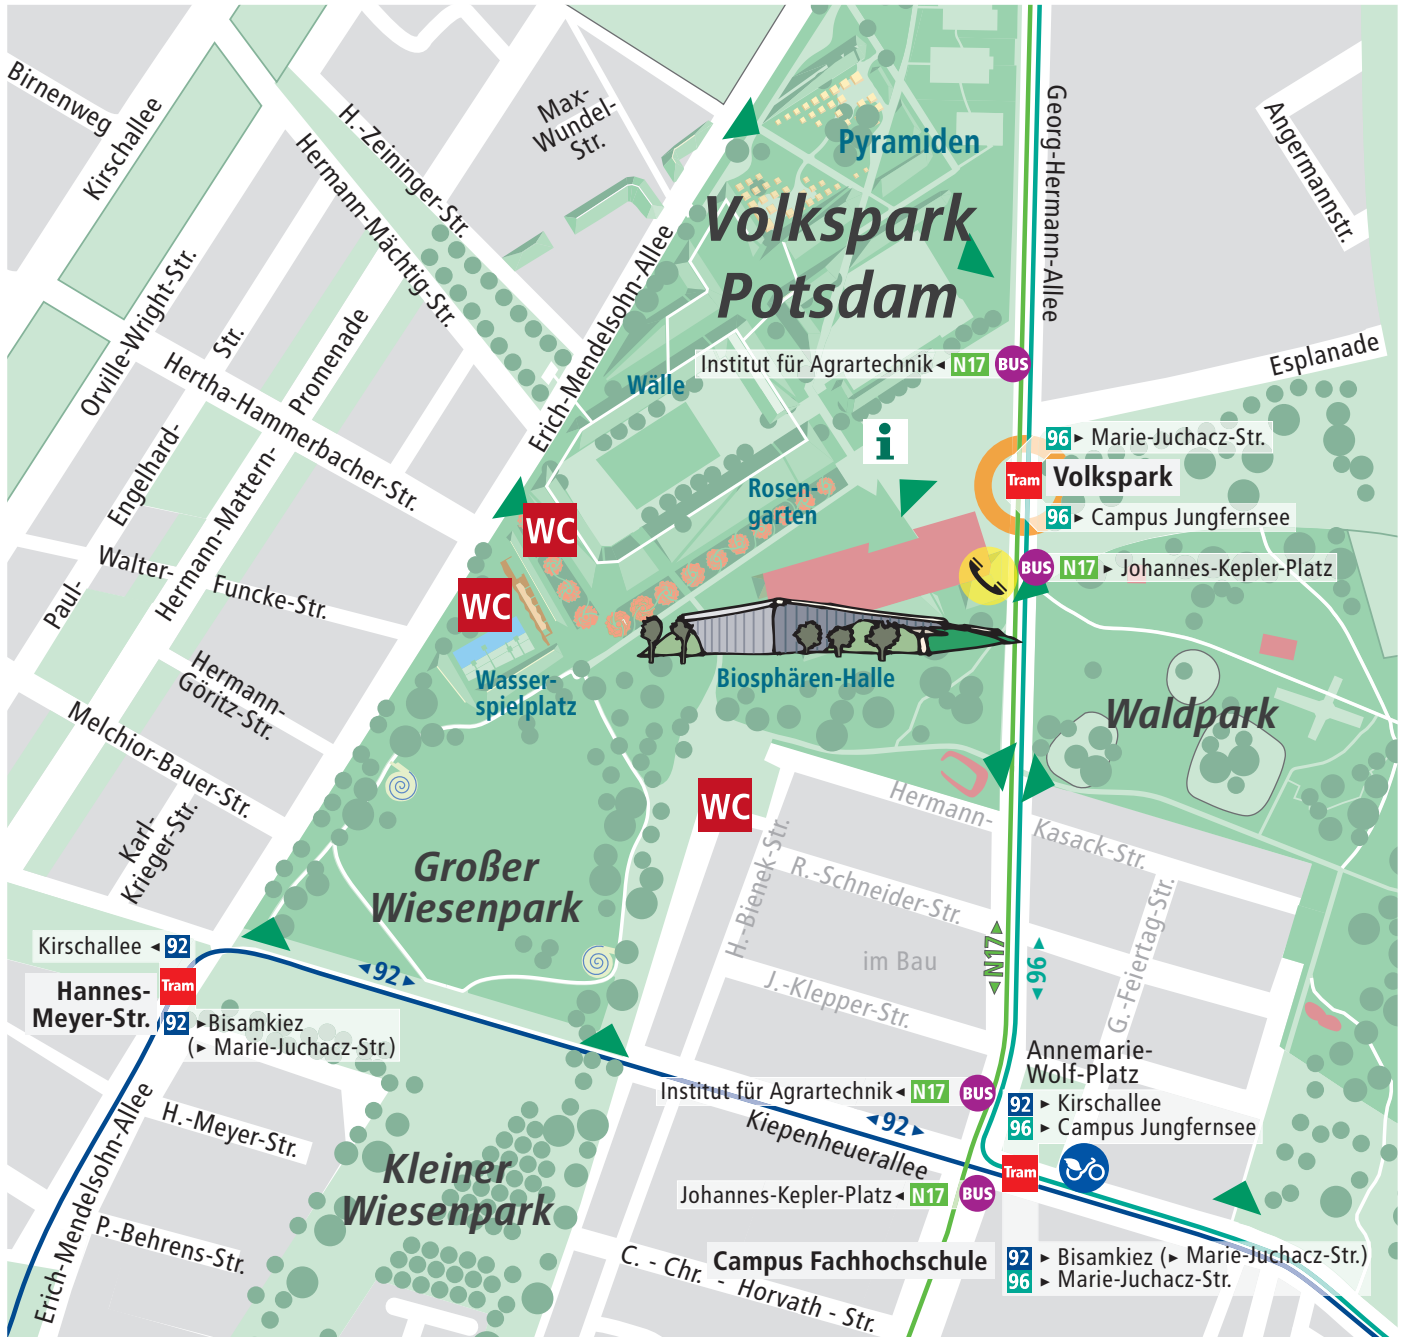 Birnenweg
Kirschallee
H.-Zeininger-Str.
Hermann-Mächtig-Str.
Max-
Wundel-
Str.
Pyramiden
Georg-Hermann-Allee
Angermannstr.
Volkspark
Potsdam
Orville-Wright-Str.
Erich-Mendelsohn-Allee
Hertha-Hammerbacher-Str.
Paul-
Engelhard-
Str.
Hermann-Mattern-
Promenade
Institut für Agrartechnik ◂ N17 BUS
Esplanade
Wälle
i
96 ▸ Marie-Juchacz-Str.
Tram Volkspark
96 ▸ Campus Jungfernsee
Rosen-
garten
WC
WC
BUS N17 ▸ Johannes-Kepler-Platz
Walter-
Funcke-Str.
Hermann-
Göritz-Str.
Wasser-
spielplatz
Biosphären-Halle
Waldpark
Melchior-Bauer-Str.
Karl-
Krieger-Str.
WC
Hermann-
Kasack-Str.
Großer
Wiesenpark
H.-Bienek-Str.
R.-Schneider-Str.
G.-Feiertag-Str.
im Bau
J.-Klepper-Str.
◂N17▸
◂96▸
Kirschallee ◂ 92
Tram
Hannes-
Meyer-Str.
92 ▸Bisamkiez
(▸ Marie-Juchacz-Str.)
◂92▸
Annemarie-
Wolf-Platz
Institut für Agrartechnik ◂ N17 BUS
92 ▸ Kirschallee
96 ▸ Campus Jungfernsee
◂92▸
Kiepenheuerallee
Tram
H.-Meyer-Str.
Erich-Mendelsohn-Allee
P.-Behrens-Str.
Kleiner
Wiesenpark
Johannes-Kepler-Platz ◂ N17 BUS
Campus Fachhochschule
92 ▸ Bisamkiez (▸ Marie-Juchacz-Str.)
96 ▸ Marie-Juchacz-Str.
C. - Chr. - Horvath - Str.